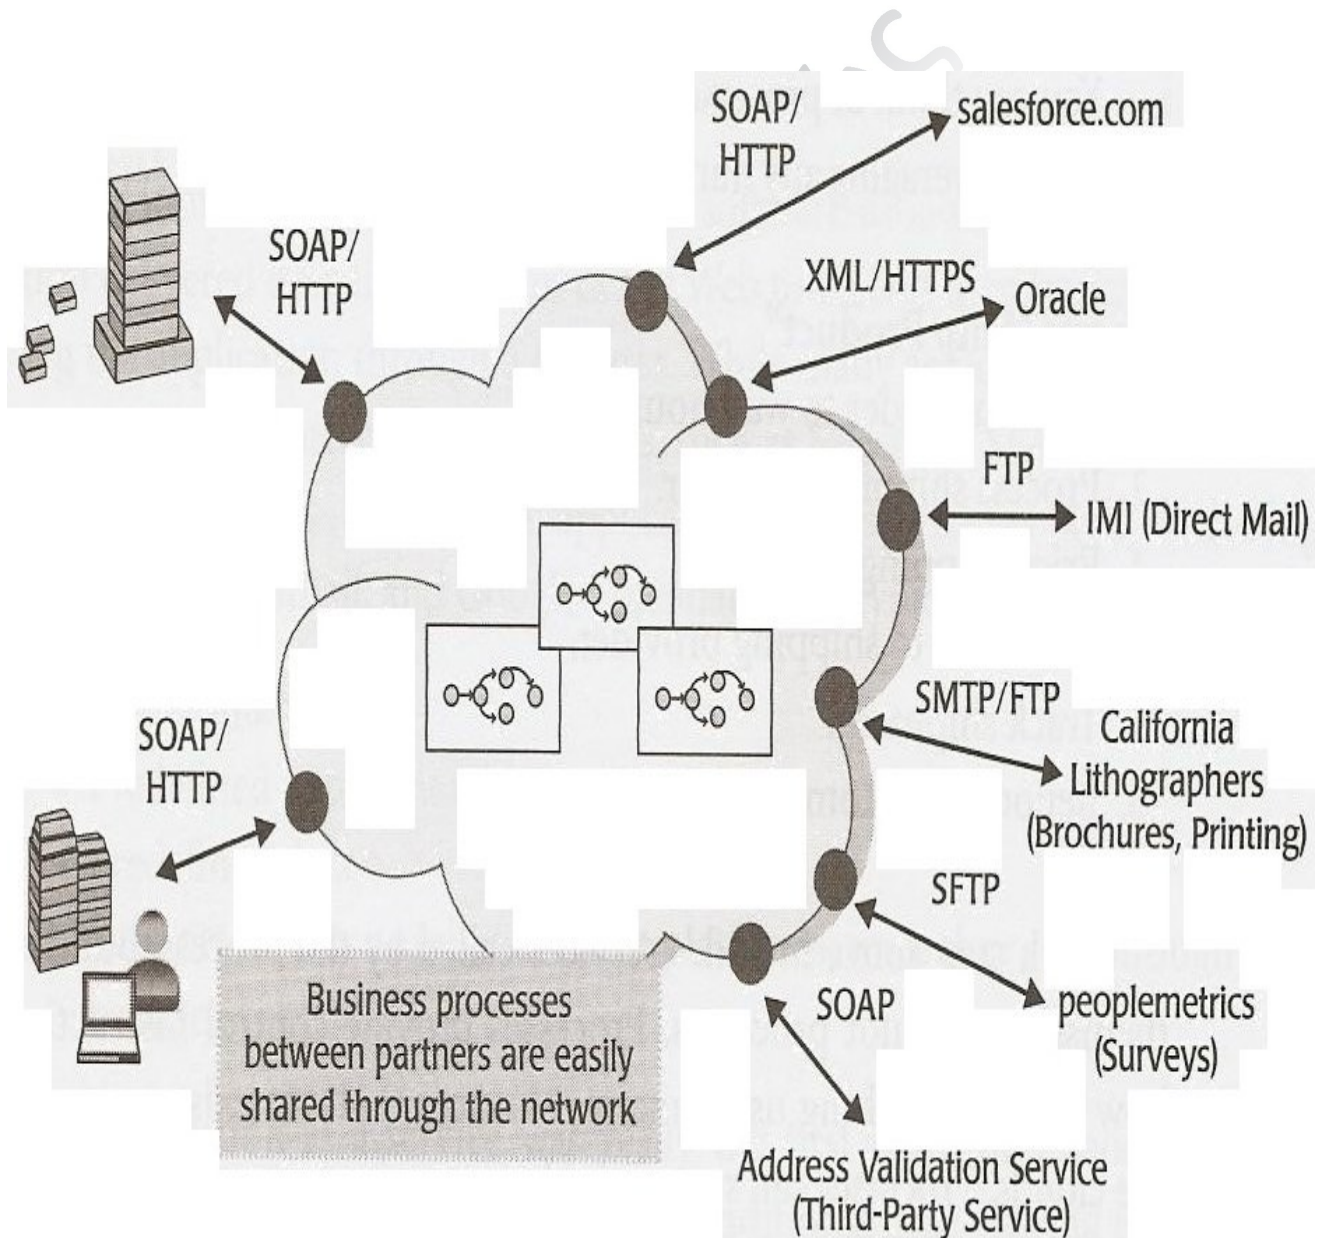 SOAP/
HTTP
salesforce.com
SOAP/
HTTP
XML/HTTPS
Oracle
FTP
IMI (Direct Mail)
SMTP/FTP
California
Lithographers
(Brochures, Printing)
SOAP/
HTTP
SFTP
peoplemetrics
(Surveys)
SOAP
Business processes
between partners are easily
shared through the network
Address Validation Service
(Third-Party Service)